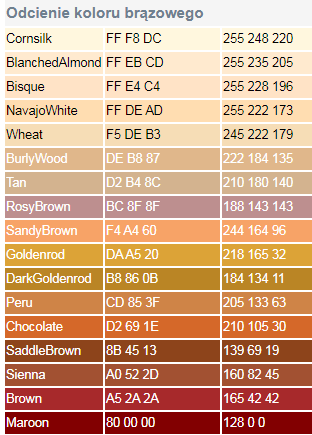 Odcienie koloru brązowego
Cornsilk FF F8 DC 255 248 220
BlanchedAlmond FF EB CD 255 235 205
Bisque FF E4 C4 255 228 196
NavajoWhite FF DE AD 255 222 173
Wheat F5 DE B3 245 222 179
BurlyWood DE B8 87 222 184 135
Tan D2 B4 8C 210 180 140
RosyBrown BC 8F 8F 188 143 143
SandyBrown F4 A4 60 244 164 96
Goldenrod DA A5 20 218 165 32
DarkGoldenrod B8 86 0B 184 134 11
Peru CD 85 3F 205 133 63
Chocolate D2 69 1E 210 105 30
SaddleBrown 8B 45 13 139 69 19
Sienna A0 52 2D 160 82 45
Brown A5 2A 2A 165 42 42
Maroon 80 00 00 128 0 0